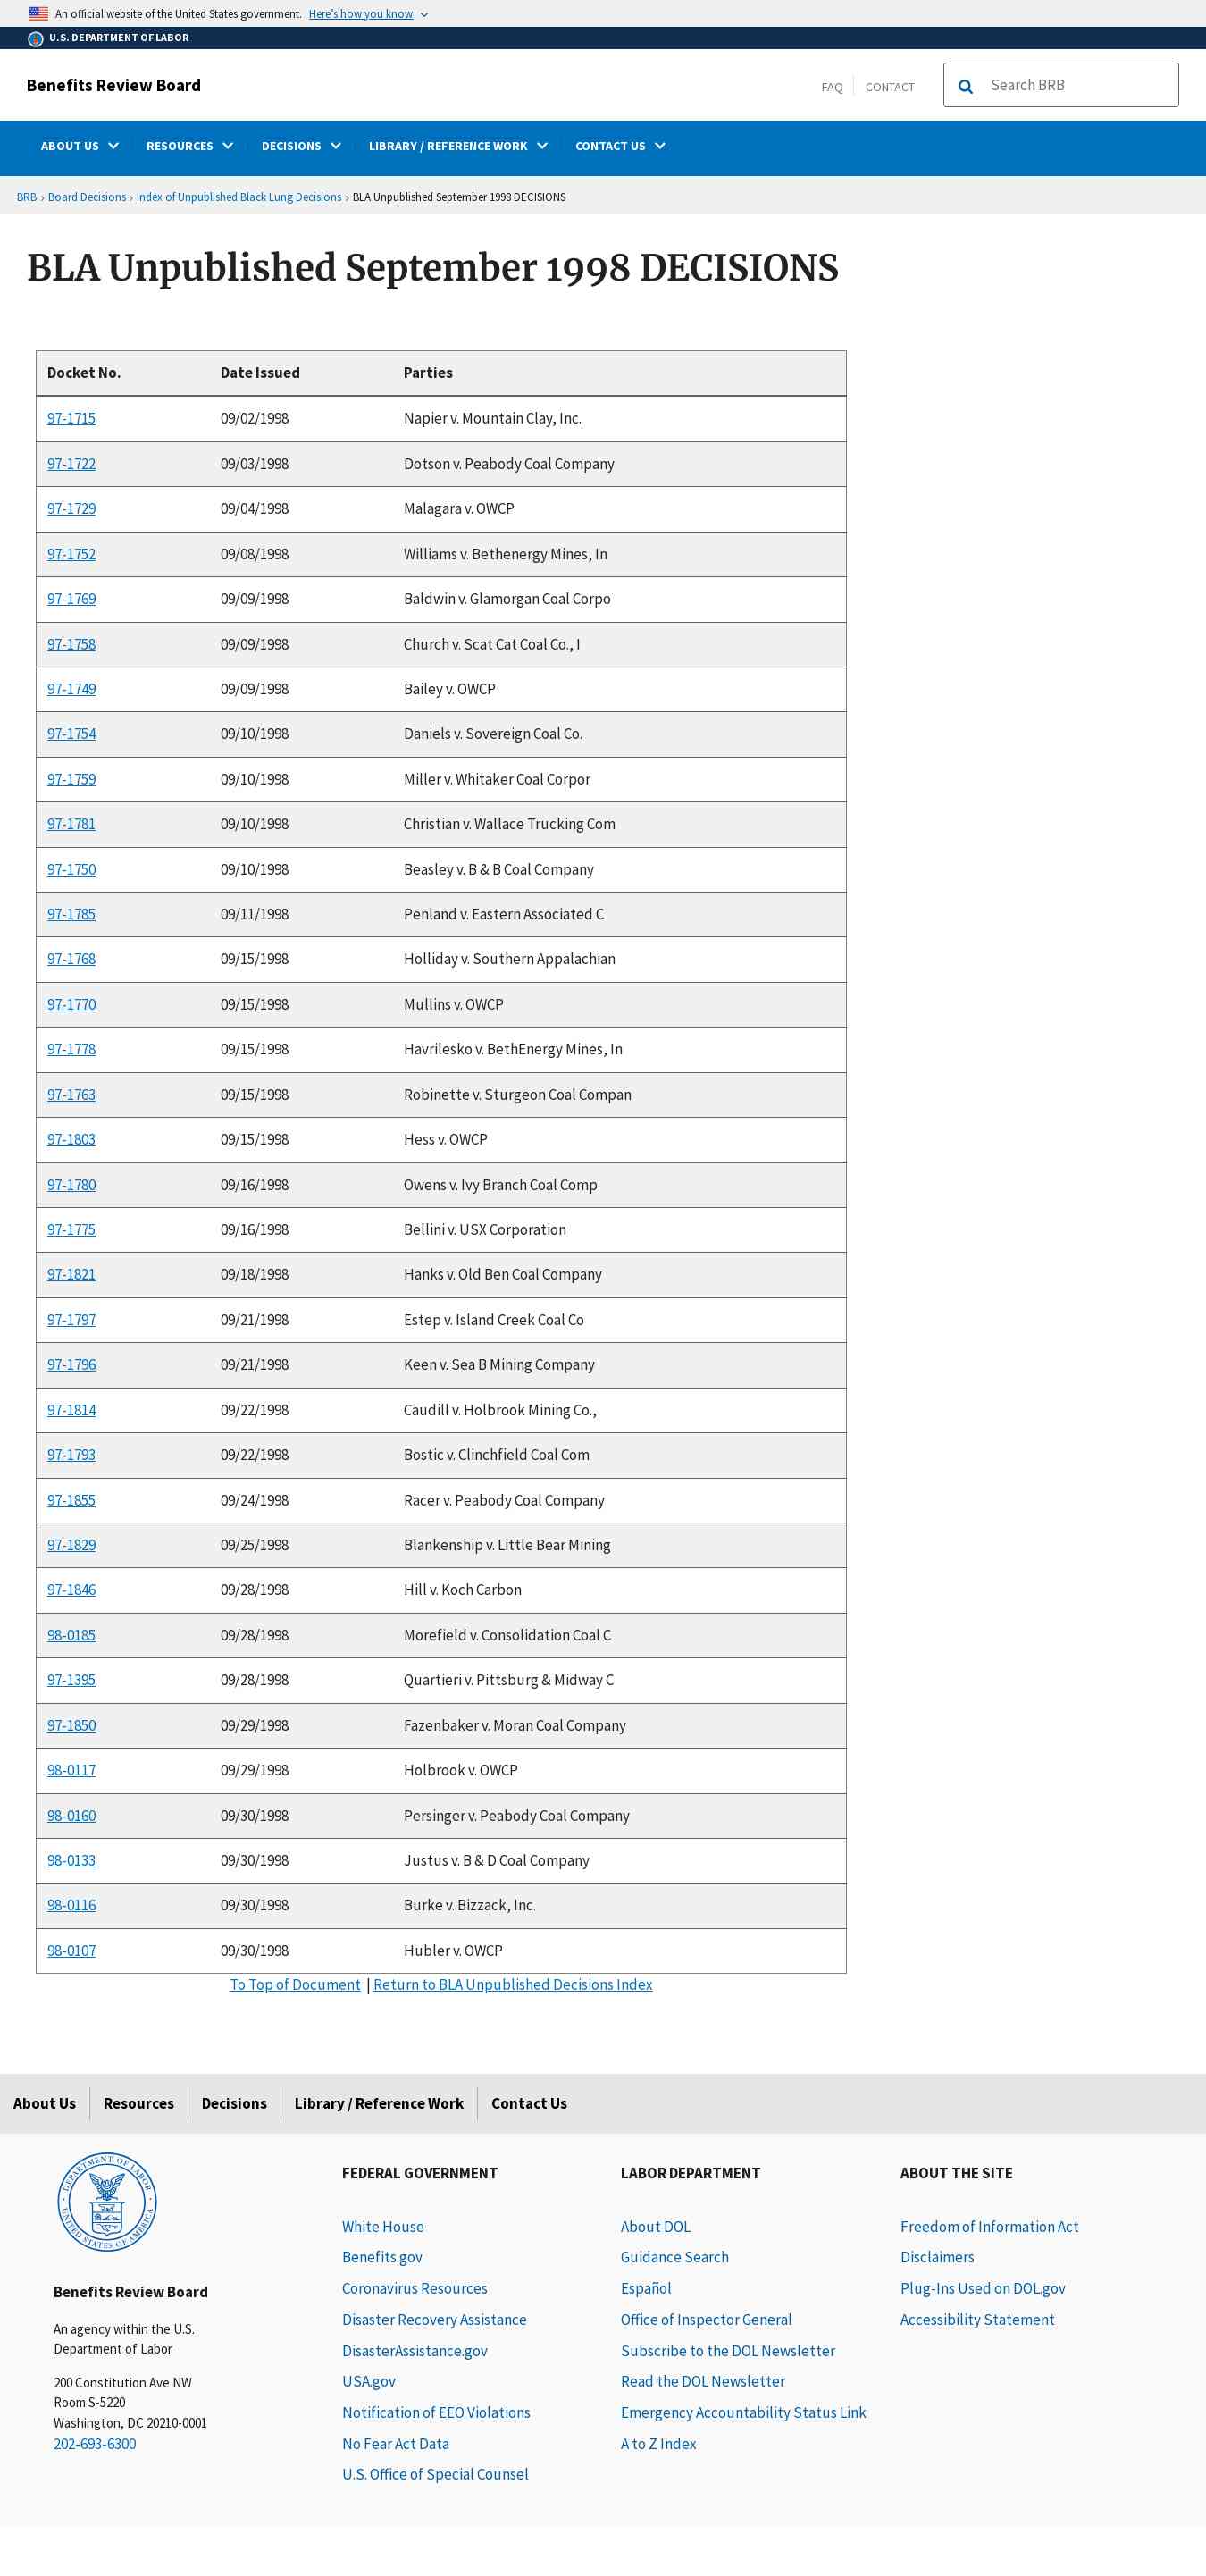 An official website of the United States government. Here's how you know
U.S. DEPARTMENT OF LABOR
Benefits Review Board
FAQ CONTACT Search BRB
ABOUT US RESOURCES DECISIONS LIBRARY / REFERENCE WORK CONTACT US
BRB › Board Decisions › Index of Unpublished Black Lung Decisions › BLA Unpublished September 1998 DECISIONS
BLA Unpublished September 1998 DECISIONS
Docket No. Date Issued Parties
97-1715 09/02/1998 Napier v. Mountain Clay, Inc.
97-1722 09/03/1998 Dotson v. Peabody Coal Company
97-1729 09/04/1998 Malagara v. OWCP
97-1752 09/08/1998 Williams v. Bethenergy Mines, In
97-1769 09/09/1998 Baldwin v. Glamorgan Coal Corpo
97-1758 09/09/1998 Church v. Scat Cat Coal Co., I
97-1749 09/09/1998 Bailey v. OWCP
97-1754 09/10/1998 Daniels v. Sovereign Coal Co.
97-1759 09/10/1998 Miller v. Whitaker Coal Corpor
97-1781 09/10/1998 Christian v. Wallace Trucking Com
97-1750 09/10/1998 Beasley v. B & B Coal Company
97-1785 09/11/1998 Penland v. Eastern Associated C
97-1768 09/15/1998 Holliday v. Southern Appalachian
97-1770 09/15/1998 Mullins v. OWCP
97-1778 09/15/1998 Havrilesko v. BethEnergy Mines, In
97-1763 09/15/1998 Robinette v. Sturgeon Coal Compan
97-1803 09/15/1998 Hess v. OWCP
97-1780 09/16/1998 Owens v. Ivy Branch Coal Comp
97-1775 09/16/1998 Bellini v. USX Corporation
97-1821 09/18/1998 Hanks v. Old Ben Coal Company
97-1797 09/21/1998 Estep v. Island Creek Coal Co
97-1796 09/21/1998 Keen v. Sea B Mining Company
97-1814 09/22/1998 Caudill v. Holbrook Mining Co.,
97-1793 09/22/1998 Bostic v. Clinchfield Coal Com
97-1855 09/24/1998 Racer v. Peabody Coal Company
97-1829 09/25/1998 Blankenship v. Little Bear Mining
97-1846 09/28/1998 Hill v. Koch Carbon
98-0185 09/28/1998 Morefield v. Consolidation Coal C
97-1395 09/28/1998 Quartieri v. Pittsburg & Midway C
97-1850 09/29/1998 Fazenbaker v. Moran Coal Company
98-0117 09/29/1998 Holbrook v. OWCP
98-0160 09/30/1998 Persinger v. Peabody Coal Company
98-0133 09/30/1998 Justus v. B & D Coal Company
98-0116 09/30/1998 Burke v. Bizzack, Inc.
98-0107 09/30/1998 Hubler v. OWCP
To Top of Document | Return to BLA Unpublished Decisions Index
About Us Resources Decisions Library / Reference Work Contact Us
DEPARTMENT OF LABOR
UNITED STATES OF AMERICA
Benefits Review Board
An agency within the U.S.
Department of Labor
200 Constitution Ave NW
Room S-5220
Washington, DC 20210-0001
202-693-6300
FEDERAL GOVERNMENT
White House
Benefits.gov
Coronavirus Resources
Disaster Recovery Assistance
DisasterAssistance.gov
USA.gov
Notification of EEO Violations
No Fear Act Data
U.S. Office of Special Counsel
LABOR DEPARTMENT
About DOL
Guidance Search
Español
Office of Inspector General
Subscribe to the DOL Newsletter
Read the DOL Newsletter
Emergency Accountability Status Link
A to Z Index
ABOUT THE SITE
Freedom of Information Act
Disclaimers
Plug-Ins Used on DOL.gov
Accessibility Statement